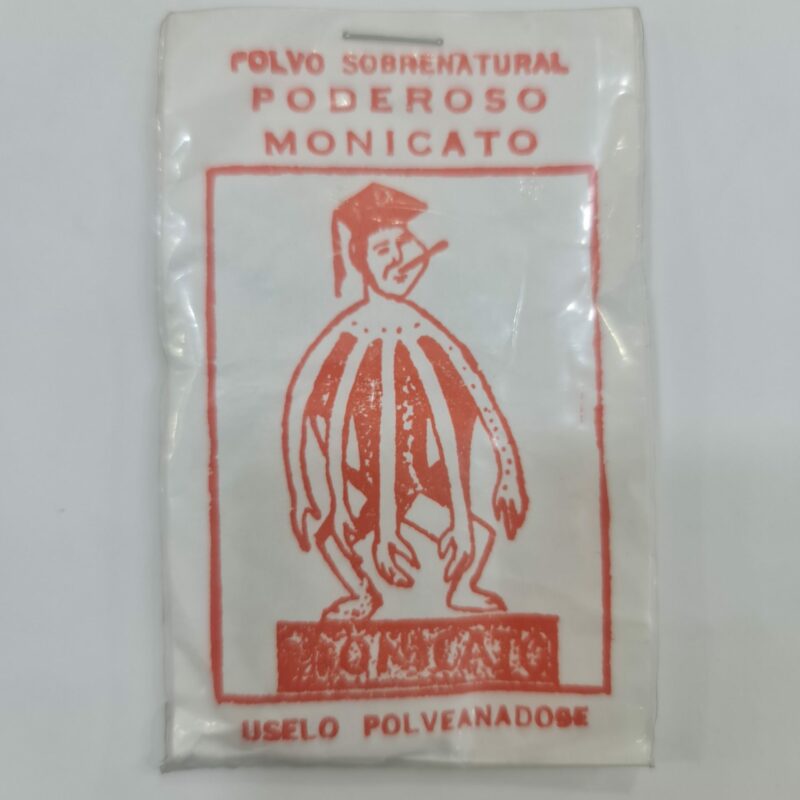 POLVO SOBRENATURAL
PODEROSO
MONICATO
MONICATO
USELO POLVEANADOSE